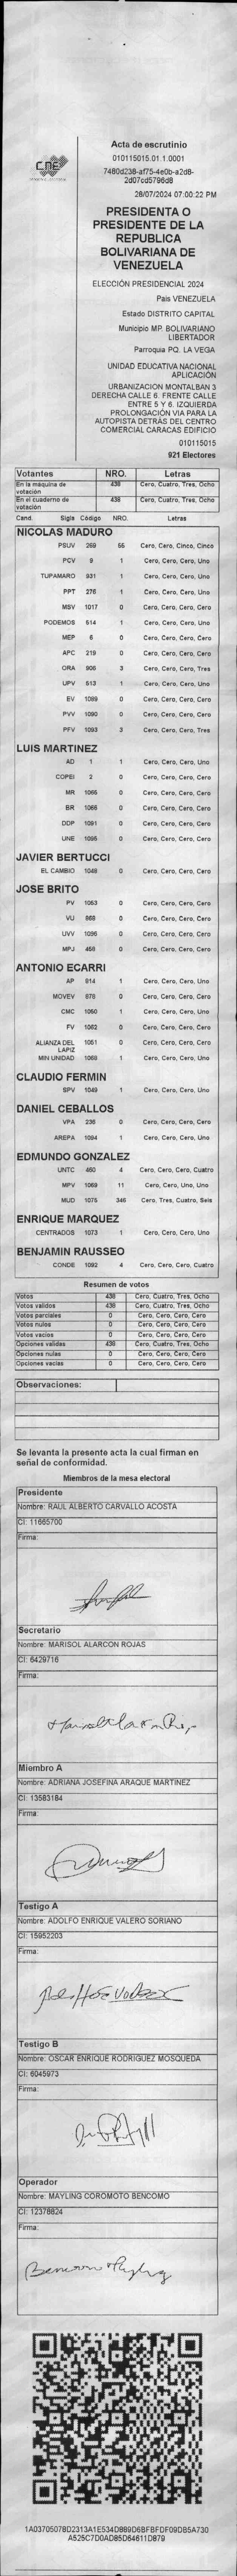 CNE
Acta de escrutinio
010115015.01.1.0001
7480d238-af75-4e0b-a2d8-
2d07cd5796d8
28/07/2024 07:00:22 PM
PRESIDENTA O
PRESIDENTE DE LA
REPUBLICA
BOLIVARIANA DE
VENEZUELA
ELECCIÓN PRESIDENCIAL 2024
Pais VENEZUELA
Estado DISTRITO CAPITAL
Municipio MP. BOLIVARIANO
LIBERTADOR
Parroquia PQ. LA VEGA
UNIDAD EDUCATIVA NACIONAL
APLICACIÓN
URBANIZACION MONTALBAN 3
DERECHA CALLE 6. FRENTE CALLE
ENTRE 5 Y 6. IZQUIERDA
PROLONGACIÓN VIA PARA LA
AUTOPISTA DETRÁS DEL CENTRO
COMERCIAL CARACAS EDIFICIO
010115015
921 Electores
Votantes NRO. Letras
En la máquina de votación 438 Cero, Cuatro, Tres, Ocho
En el cuaderno de votación 438 Cero, Cuatro, Tres, Ocho
Cand. Sigls Código NRO. Letras
NICOLAS MADURO
PSUV 269 55 Cero, Cero, Cinco, Cinco
PCV 9 1 Cero, Cero, Cero, Uno
TUPAMARO 931 1 Cero, Cero, Cero, Uno
PPT 276 1 Cero, Cero, Cero, Uno
MSV 1017 0 Cero, Cero, Cero, Cero
PODEMOS 514 1 Cero, Cero, Cero, Uno
MEP 6 0 Cero, Cero, Cero, Cero
APC 219 0 Cero, Cero, Cero, Cero
ORA 906 3 Cero, Cero, Cero, Tres
UPV 513 1 Cero, Cero, Cero, Uno
EV 1089 0 Cero, Cero, Cero, Cero
PVV 1090 0 Cero, Cero, Cero, Cero
PFV 1093 3 Cero, Cero, Cero, Tres
LUIS MARTINEZ
AD 1 1 Cero, Cero, Cero, Uno
COPEI 2 0 Cero, Cero, Cero, Cero
MR 1065 0 Cero, Cero, Cero, Cero
BR 1066 0 Cero, Cero, Cero, Cero
DDP 1091 0 Cero, Cero, Cero, Cero
UNE 1095 0 Cero, Cero, Cero, Cero
JAVIER BERTUCCI
EL CAMBIO 1048 0 Cero, Cero, Cero, Cero
JOSE BRITO
PV 1053 0 Cero, Cero, Cero, Cero
VU 868 0 Cero, Cero, Cero, Cero
UVV 1096 0 Cero, Cero, Cero, Cero
MPJ 466 0 Cero, Cero, Cero, Cero
ANTONIO ECARRI
AP 814 1 Cero, Cero, Cero, Uno
MOVEV 678 0 Cero, Cero, Cero, Cero
CMC 1050 1 Cero, Cero, Cero, Uno
FV 1062 0 Cero, Cero, Cero, Cero
ALIANZA DEL LAPIZ 1051 0 Cero, Cero, Cero, Cero
MIN UNIDAD 1068 1 Cero, Cero, Cero, Uno
CLAUDIO FERMIN
SPV 1049 1 Cero, Cero, Cero, Uno
DANIEL CEBALLOS
VPA 236 0 Cero, Cero, Cero, Cero
AREPA 1094 1 Cero, Cero, Cero, Uno
EDMUNDO GONZALEZ
UNTC 460 4 Cero, Cero, Cero, Cuatro
MPV 1069 11 Cero, Cero, Uno, Uno
MUD 1075 346 Cero, Tres, Cuatro, Seis
ENRIQUE MARQUEZ
CENTRADOS 1073 1 Cero, Cero, Cero, Uno
BENJAMIN RAUSSEO
CONDE 1092 4 Cero, Cero, Cero, Cuatro
Resumen de votos
Votos 438 Cero, Cuatro, Tres, Ocho
Votos validos 438 Cero, Cuatro, Tres, Ocho
Votos parciales 0 Cero, Cero, Cero, Cero
Votos nulos 0 Cero, Cero, Cero, Cero
Votos vacios 0 Cero, Cero, Cero, Cero
Opciones validas 438 Cero, Cuatro, Tres, Ocho
Opciones nulas 0 Cero, Cero, Cero, Cero
Opciones vacias 0 Cero, Cero, Cero, Cero
Observaciones:
Se levanta la presente acta la cual firman en
señal de conformidad.
Miembros de la mesa electoral
Presidente
Nombre: RAUL ALBERTO CARVALLO ACOSTA
CI: 11665700
Firma:
Secretario
Nombre: MARISOL ALARCON ROJAS
CI: 6429716
Firma:
Miembro A
Nombre: ADRIANA JOSEFINA ARAQUE MARTINEZ
CI: 13583184
Firma:
Testigo A
Nombre: ADOLFO ENRIQUE VALERO SORIANO
CI: 15952203
Firma:
Testigo B
Nombre: OSCAR ENRIQUE RODRIGUEZ MOSQUEDA
CI: 6045973
Firma:
Operador
Nombre: MAYLING COROMOTO BENCOMO
CI: 12378824
Firma:
1A03705078D2313A1E534D889D6BFBFDF09DB5A730
A525C7D0AD85D64611D879